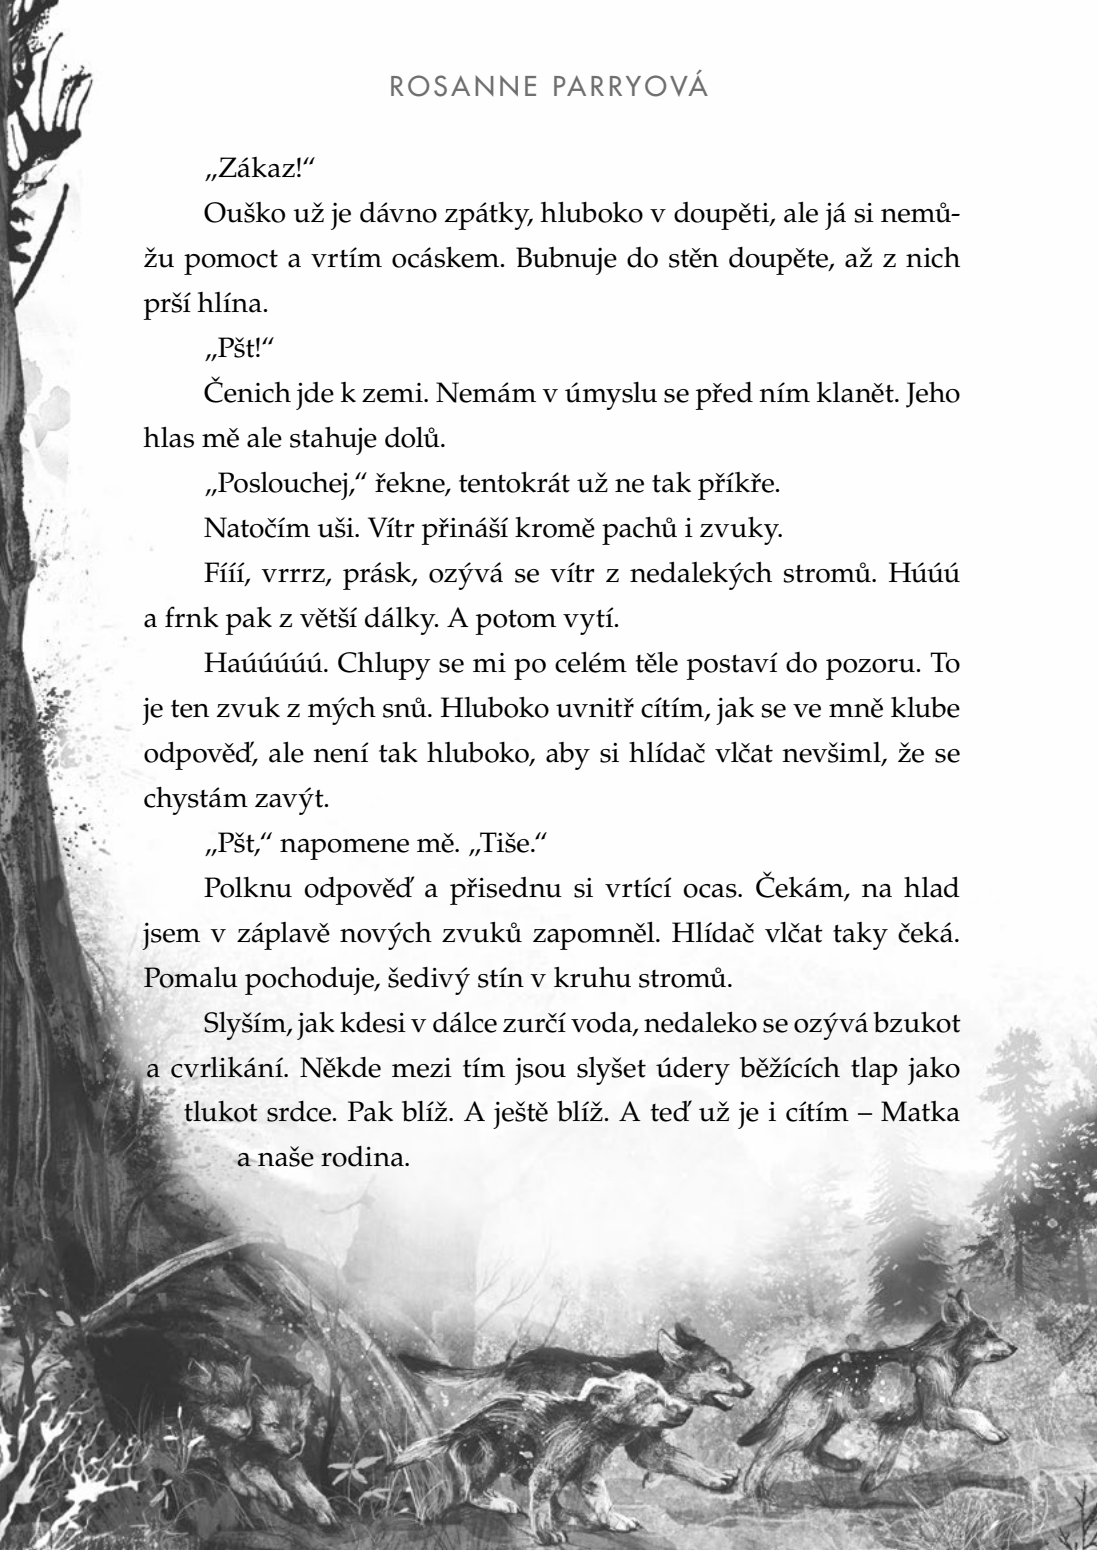 ROSANNE PARRYOVÁ
„Zákaz!“
Ouško už je dávno zpátky, hluboko v doupěti, ale já si nemů-
žu pomoct a vrtím ocáskem. Bubnuje do stěn doupěte, až z nich
prší hlína.
„Pšt!“
Čenich jde k zemi. Nemám v úmyslu se před ním klanět. Jeho
hlas mě ale stahuje dolů.
„Poslouchej,“ řekne, tentokrát už ne tak příkře.
Natočím uši. Vítr přináší kromě pachů i zvuky.
Fííí, vrrrz, prásk, ozývá se vítr z nedalekých stromů. Húúú
a frnk pak z větší dálky. A potom vytí.
Haúúúúú. Chlupy se mi po celém těle postaví do pozoru. To
je ten zvuk z mých snů. Hluboko uvnitř cítím, jak se ve mně klube
odpověď, ale není tak hluboko, aby si hlídač vlčat nevšiml, že se
chystám zavýt.
„Pšt,“ napomene mě. „Tiše.“
Polknu odpověď a přisednu si vrtící ocas. Čekám, na hlad
jsem v záplavě nových zvuků zapomněl. Hlídač vlčat taky čeká.
Pomalu pochoduje, šedivý stín v kruhu stromů.
Slyším, jak kdesi v dálce zurčí voda, nedaleko se ozývá bzukot
a cvrlikání. Někde mezi tím jsou slyšet údery běžících tlap jako
tlukot srdce. Pak blíž. A ještě blíž. A teď už je i cítím – Matka
a naše rodina.